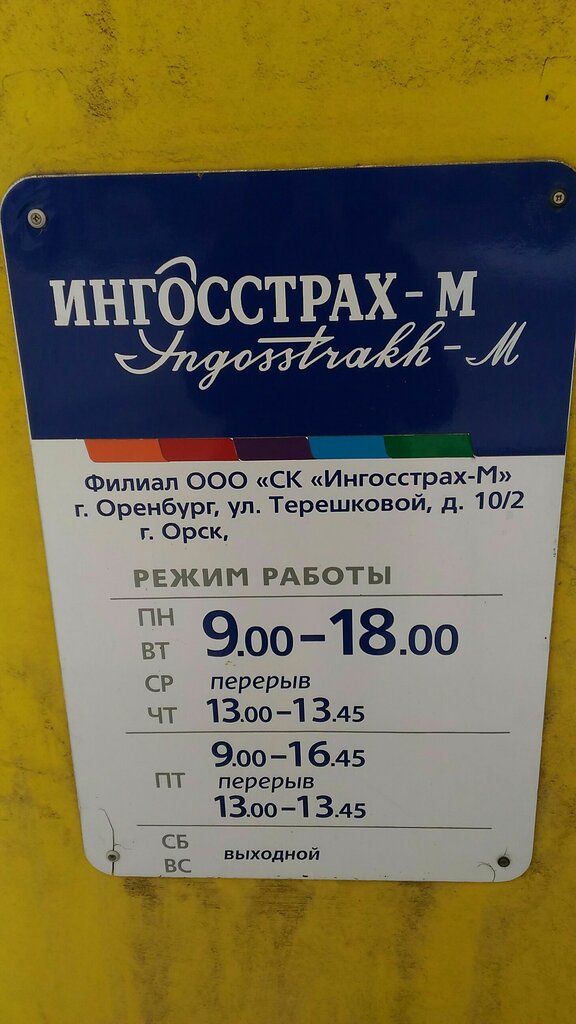 ИНГОССТРАХ-М
Ingosstrakh-M
Филиал ООО «СК «Ингосстрах-М»
г. Оренбург, ул. Терешковой, д. 10/2
г. Орск,
РЕЖИМ РАБОТЫ
ПН
ВТ
9.00–18.00
СР перерыв
ЧТ 13.00–13.45
9.00–16.45
ПТ перерыв
13.00–13.45
СБ
ВС
выходной